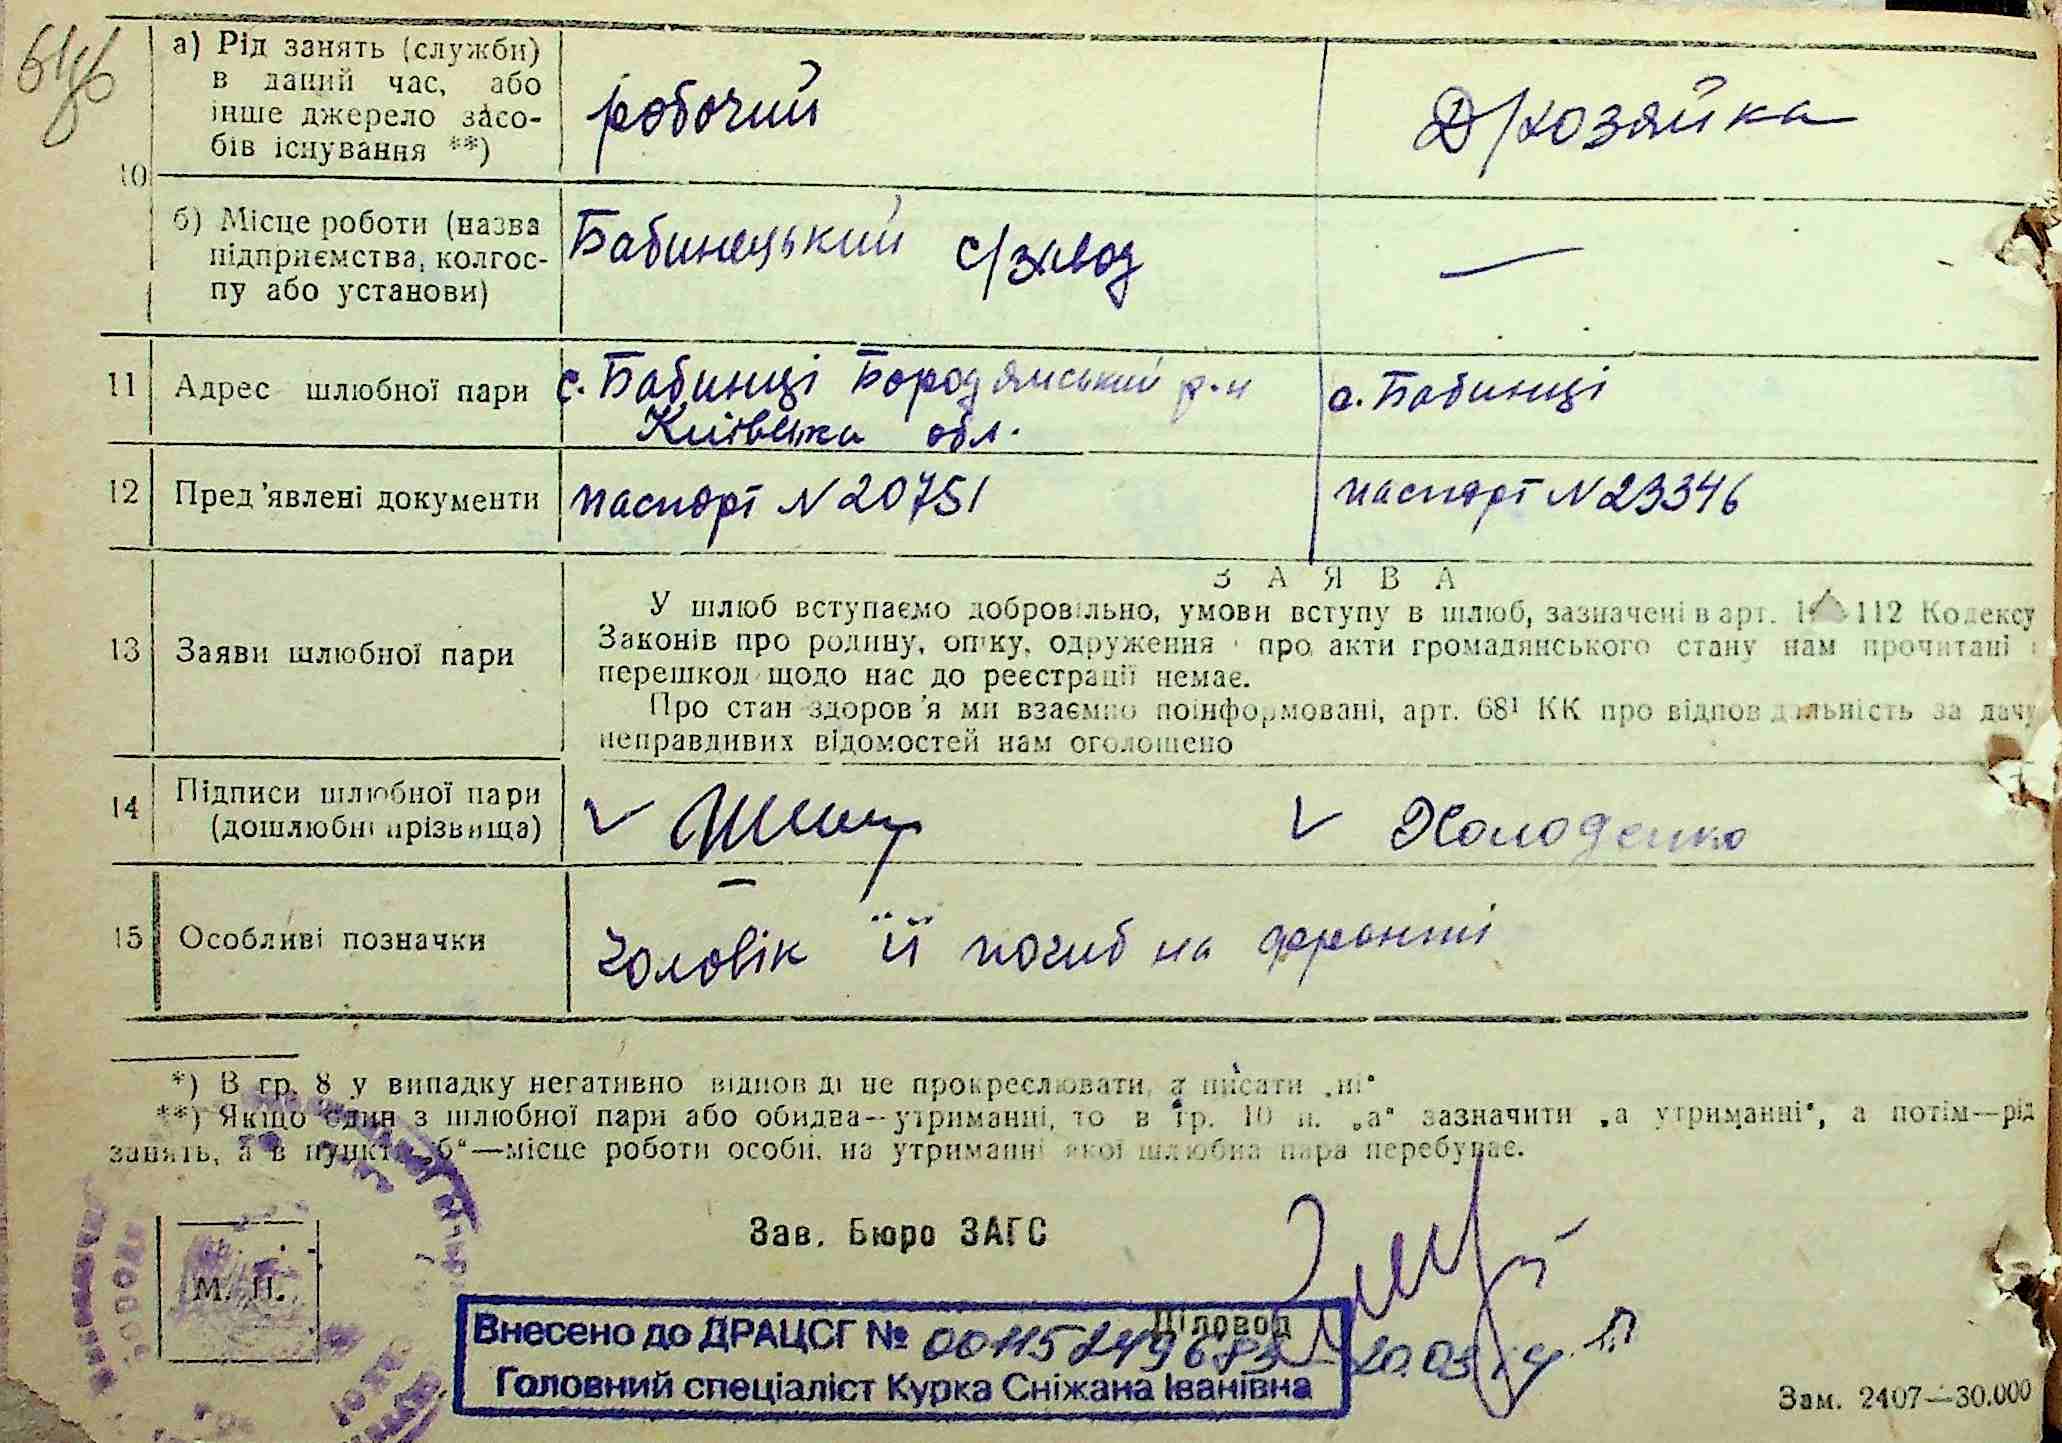 а) Рід занять (служби)
в даний час, або
інше джерело засо-
бів існування **)
робочий
Д/хозяйка
10
б) Місце роботи (назва
підприємства, колгос-
пу або установи)
Бабинецький с/завод
—
11 Адрес шлюбної пари
с. Бабинці Бородянський р-н
Київська обл.
с. Бабинці
12 Пред'явлені документи
паспорт N 20751
паспорт N 23346
З А Я В А
13 Заяви шлюбної пари
У шлюб вступаємо добровільно, умови вступу в шлюб, зазначені в арт. 112 Кодексу
Законів про родину, опіку, одруження і про акти громадянського стану нам прочитані і
перешкод щодо нас до реєстрації немає.
Про стан здоров'я ми взаємно поінформовані, арт. 68¹ КК про відповідальність за дачу
неправдивих відомостей нам оголошено
14 Підписи шлюбної пари
(дошлюбні прізвища)
Холоденко
15 Особливі позначки
Чоловік її погиб на фронті
*) В гр. 8 у випадку негативно відповіді не прокреслювати, а писати „ні“
**) Якщо один з шлюбної пари або обидва—утриманні, то в гр. 10 п. „а“ зазначити „а утриманні“, а потім—рід
занять, а в пункті „б“—місце роботи особи, на утриманні якої шлюбна пара перебуває.
Зав. Бюро ЗАГС
М. П.
Діловод
Внесено до ДРАЦСГ №
Головний спеціаліст Курка Сніжана Іванівна
Зам. 2407—30.000